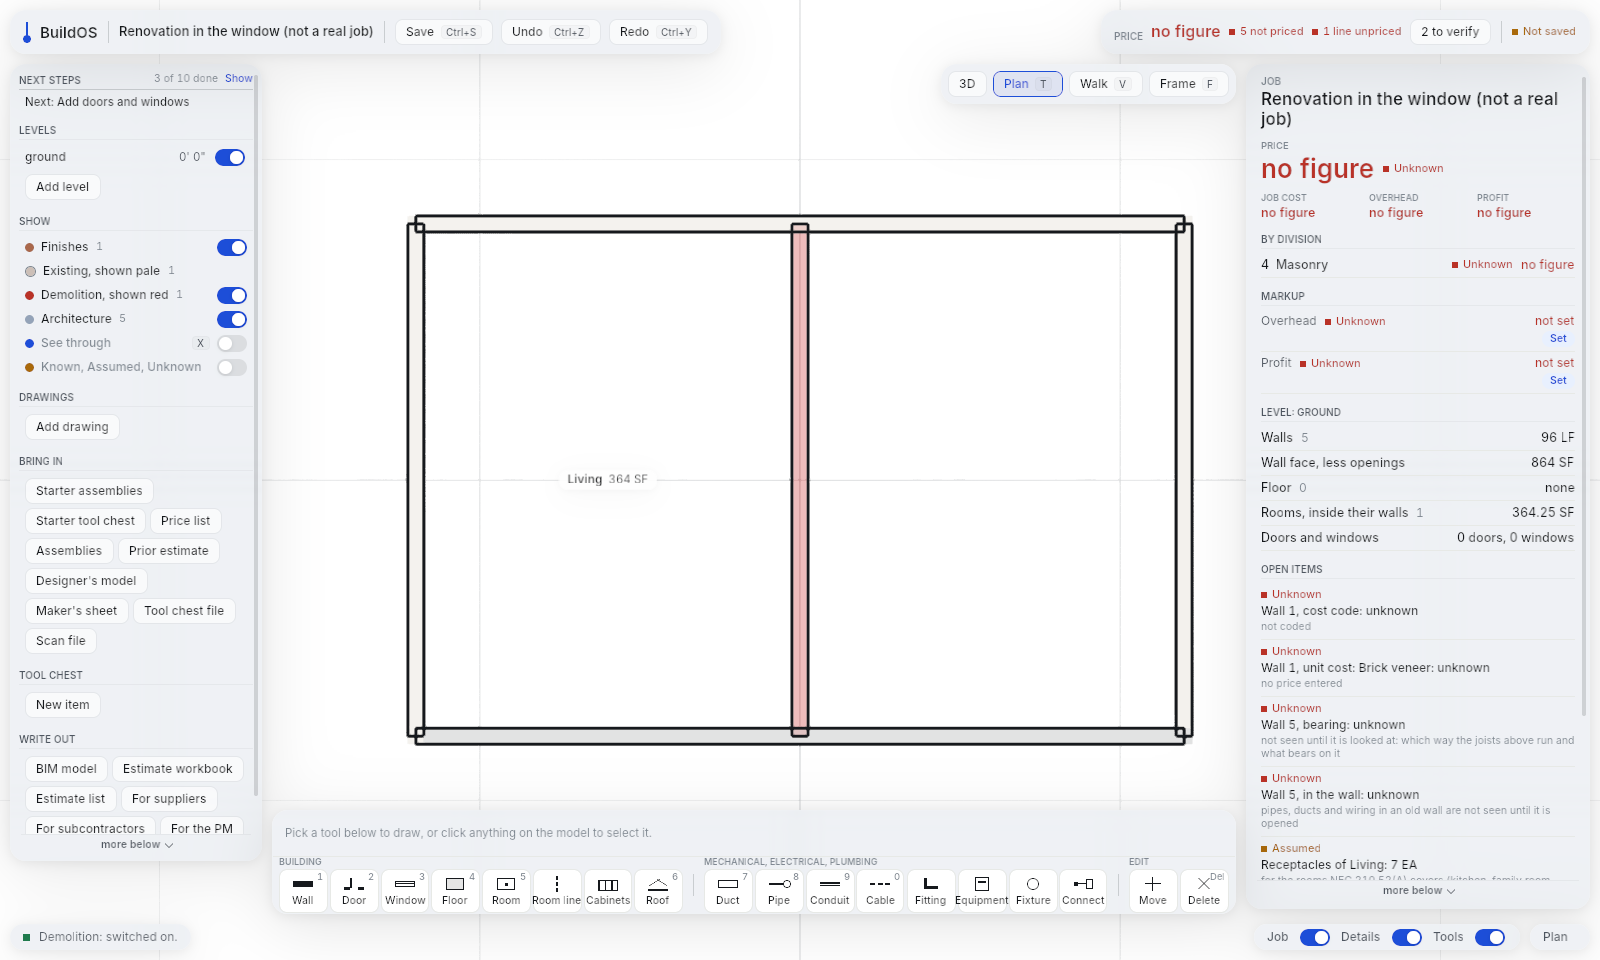 BuildOS
Renovation in the window (not a real job)
Save Ctrl+S
Undo Ctrl+Z
Redo Ctrl+Y
PRICE no figure
5 not priced
1 line unpriced
2 to verify
Not saved
NEXT STEPS
3 of 10 done Show
Next: Add doors and windows
LEVELS
ground 0' 0"
Add level
SHOW
Finishes 1
Existing, shown pale 1
Demolition, shown red 1
Architecture 5
See through X
Known, Assumed, Unknown
DRAWINGS
Add drawing
BRING IN
Starter assemblies
Starter tool chest Price list
Assemblies Prior estimate
Designer's model
Maker's sheet Tool chest file
Scan file
TOOL CHEST
New item
WRITE OUT
BIM model Estimate workbook
Estimate list For suppliers
For subcontractors For the PM
more below
Demolition: switched on.
3D
Plan T
Walk V
Frame F
Living 364 SF
Pick a tool below to draw, or click anything on the model to select it.
BUILDING
Wall 1
Door 2
Window 3
Floor 4
Room 5
Room line
Cabinets
Roof 6
MECHANICAL, ELECTRICAL, PLUMBING
Duct 7
Pipe 8
Conduit 9
Cable 0
Fitting
Equipment
Fixture
Connect
EDIT
Move
Delete Del
JOB
Renovation in the window (not a real
job)
PRICE
no figure Unknown
JOB COST OVERHEAD PROFIT
no figure no figure no figure
BY DIVISION
4 Masonry Unknown no figure
MARKUP
Overhead Unknown not set
Set
Profit Unknown not set
Set
LEVEL: GROUND
Walls 5 96 LF
Wall face, less openings 864 SF
Floor 0 none
Rooms, inside their walls 1 364.25 SF
Doors and windows 0 doors, 0 windows
OPEN ITEMS
Unknown
Wall 1, cost code: unknown
not coded
Unknown
Wall 1, unit cost: Brick veneer: unknown
no price entered
Unknown
Wall 5, bearing: unknown
not seen until it is looked at: which way the joists above run and
what bears on it
Unknown
Wall 5, in the wall: unknown
pipes, ducts and wiring in an old wall are not seen until it is
opened
Assumed
Receptacles of Living: 7 EA
for the rooms NEC 210.52(A) covers (kitchen, family room,
more below
Job
Details
Tools
Plan